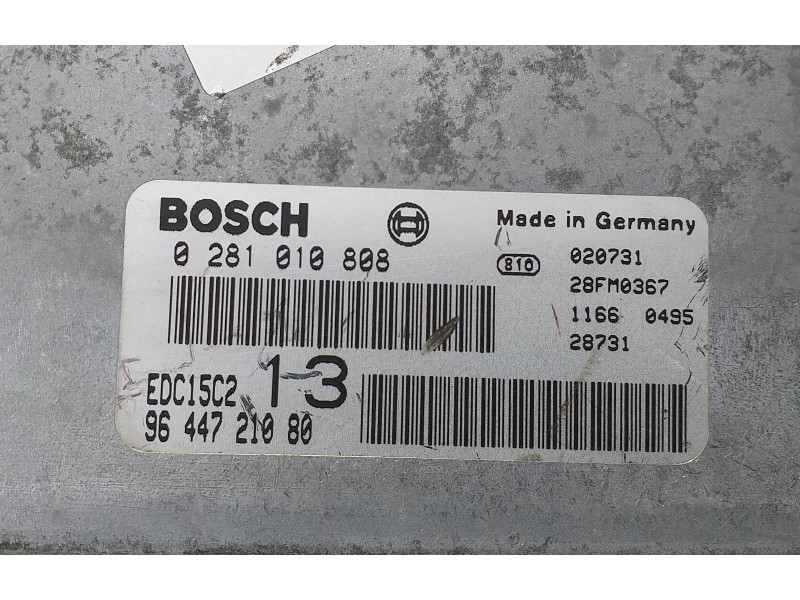 BOSCH
Made in Germany
0 281 010 808
810
020731
28FM0367
1166 0495
28731
EDC15C2 13
96 447 210 80